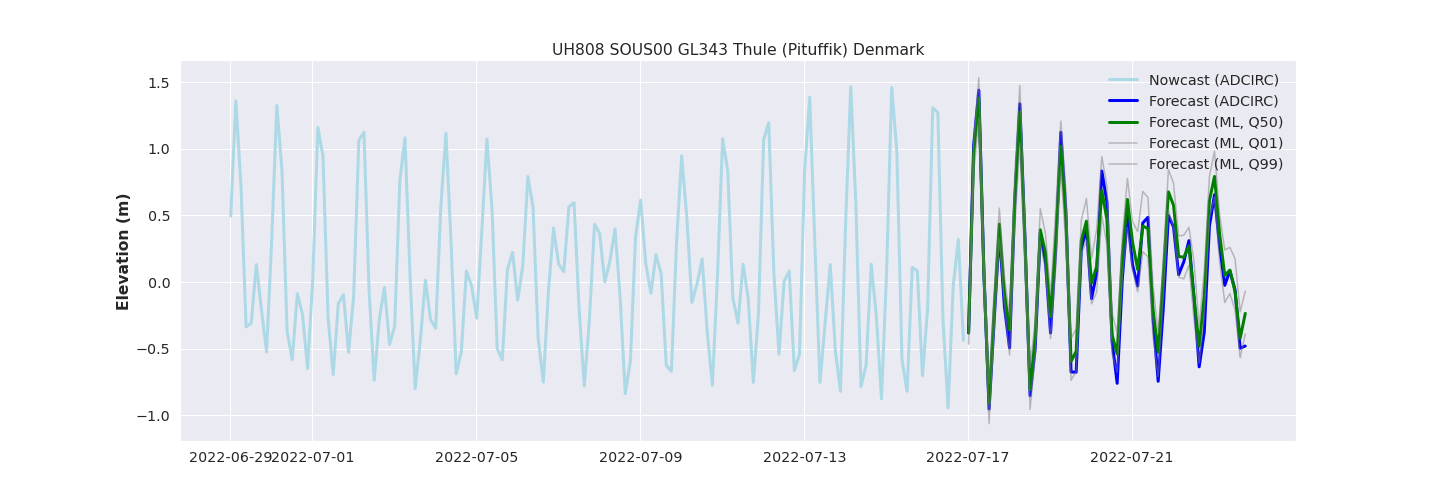 UH808 SOUS00 GL343 Thule (Pituffik) Denmark
Elevation (m)
1.5
1.0
0.5
0.0
−0.5
−1.0
Nowcast (ADCIRC)
Forecast (ADCIRC)
Forecast (ML, Q50)
Forecast (ML, Q01)
Forecast (ML, Q99)
2022-06-29 2022-07-01 2022-07-05 2022-07-09 2022-07-13 2022-07-17 2022-07-21